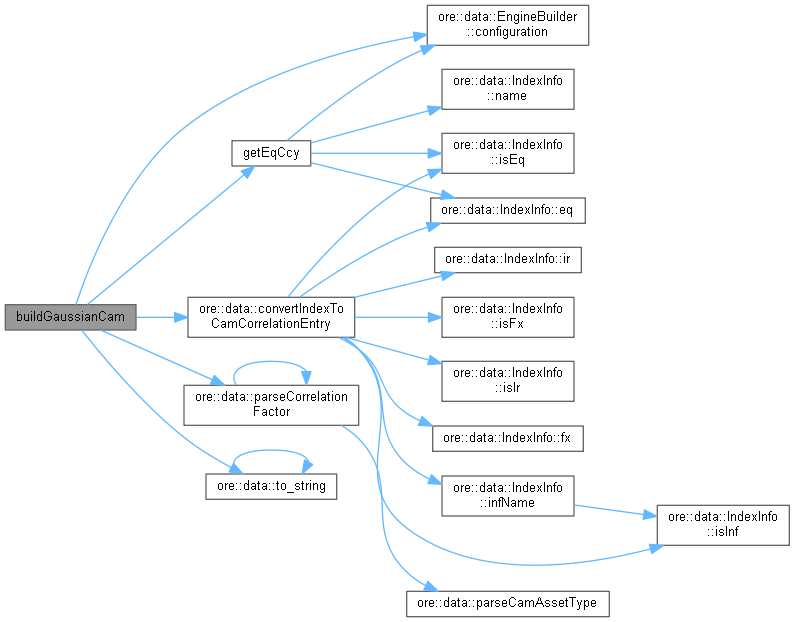 ore::data::EngineBuilder
::configuration
ore::data::IndexInfo
::name
getEqCcy
ore::data::IndexInfo
::isEq
ore::data::IndexInfo::eq
ore::data::IndexInfo::ir
buildGaussianCam
ore::data::convertIndexTo
CamCorrelationEntry
ore::data::IndexInfo
::isFx
ore::data::IndexInfo
::isIr
ore::data::parseCorrelation
Factor
ore::data::IndexInfo::fx
ore::data::to_string
ore::data::IndexInfo
::infName
ore::data::IndexInfo
::isInf
ore::data::parseCamAssetType